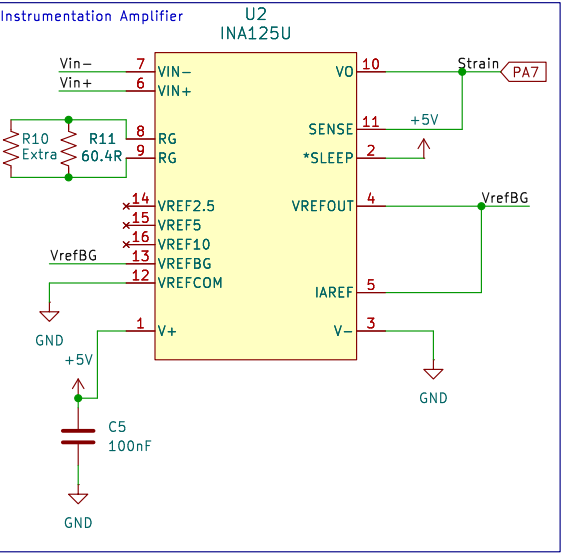 Instrumentation Amplifier
U2
INA125U
Vin-
7
VIN-
VO
10
Strain
PA7
Vin+
6
VIN+
SENSE
11
+5V
R10
Extra
R11
60.4R
8
RG
9
RG
*SLEEP
2
14
VREF2.5
VREFOUT
4
VrefBG
15
VREF5
16
VREF10
VrefBG
13
VREFBG
12
VREFCOM
IAREF
5
GND
1
V+
V-
3
+5V
GND
C5
100nF
GND